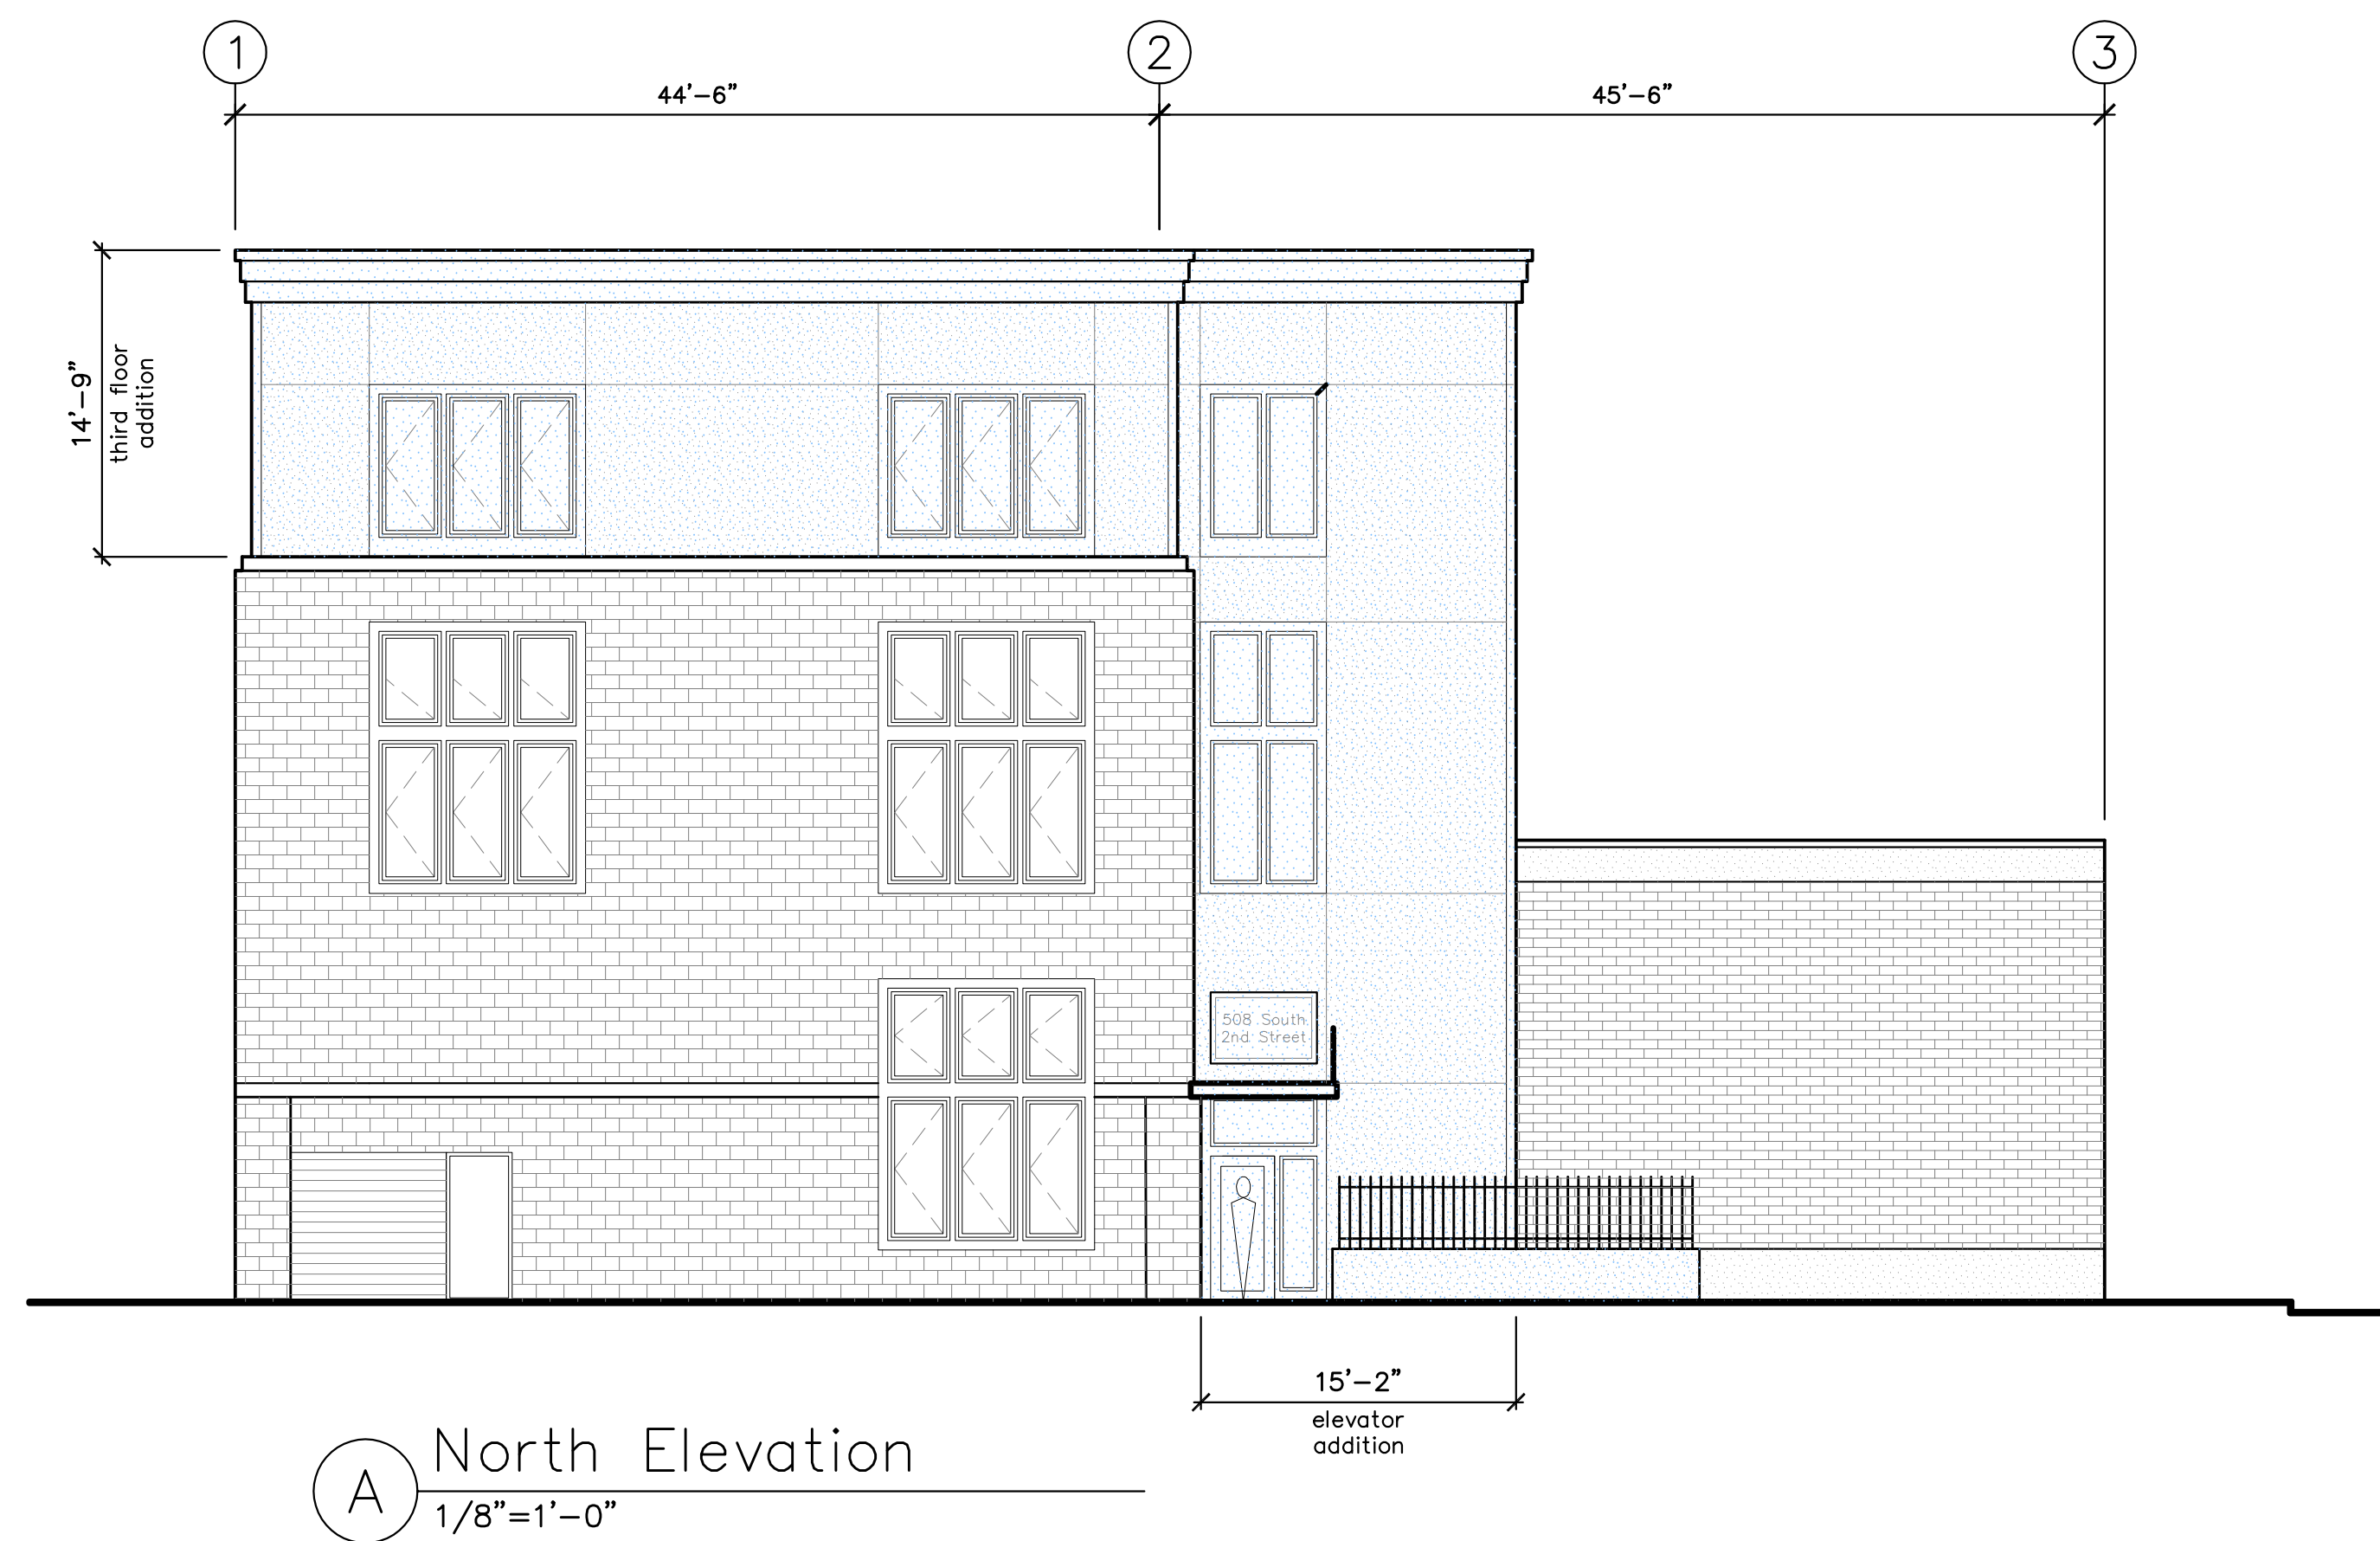 1
2
3
44'-6"
45'-6"
14'-9"
third floor
addition
508 South
2nd Street
15'-2"
elevator
addition
A
North Elevation
1/8"=1'-0"